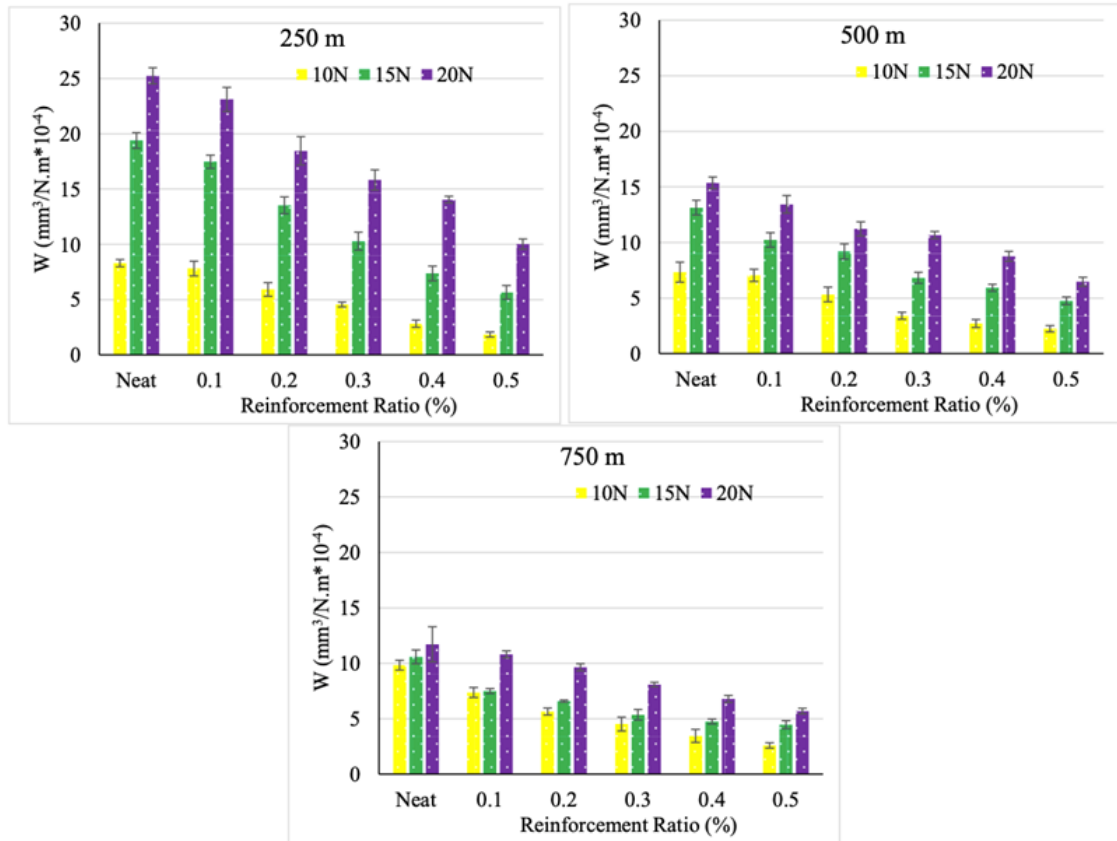 250 m
10N 15N 20N
W (mm³/N.m*10⁻⁴)
30
25
20
15
10
5
0
Neat 0.1 0.2 0.3 0.4 0.5
Reinforcement Ratio (%)
500 m
10N 15N 20N
W (mm³/N.m*10⁻⁴)
30
25
20
15
10
5
0
Neat 0.1 0.2 0.3 0.4 0.5
Reinforcement Ratio (%)
750 m
10N 15N 20N
W (mm³/N.m*10⁻⁴)
30
25
20
15
10
5
0
Neat 0.1 0.2 0.3 0.4 0.5
Reinforcement Ratio (%)